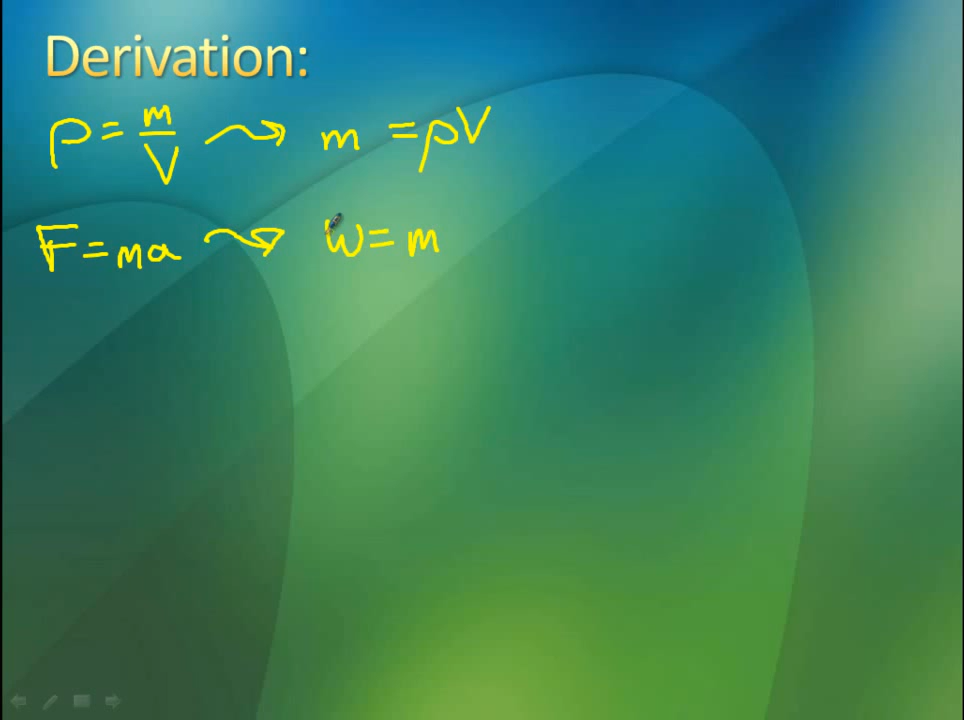 Derivation:
ρ = m/V → m = ρV
F = ma → W = m